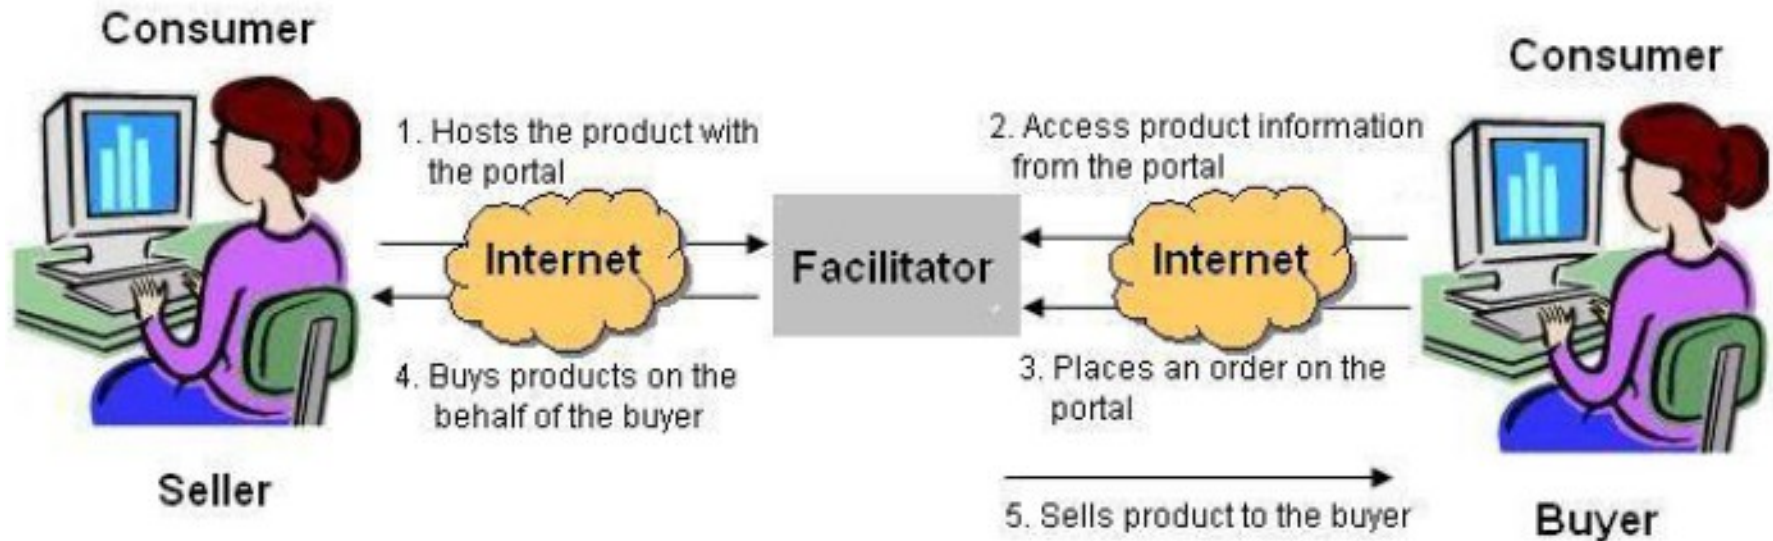 Consumer
Consumer
1. Hosts the product with
the portal
2. Access product information
from the portal
Internet
Facilitator
Internet
4. Buys products on the
behalf of the buyer
3. Places an order on the
portal
Seller
5. Sells product to the buyer
Buyer